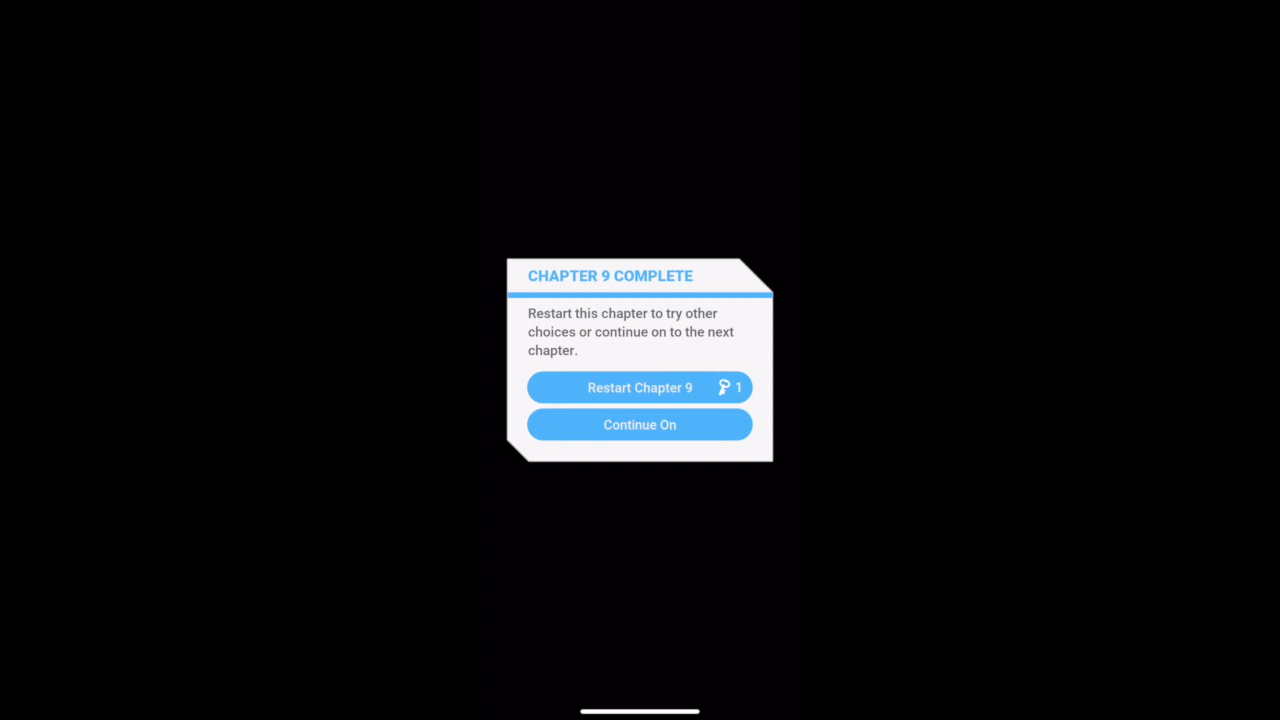 CHAPTER 9 COMPLETE
Restart this chapter to try other
choices or continue on to the next
chapter.
Restart Chapter 9 1
Continue On